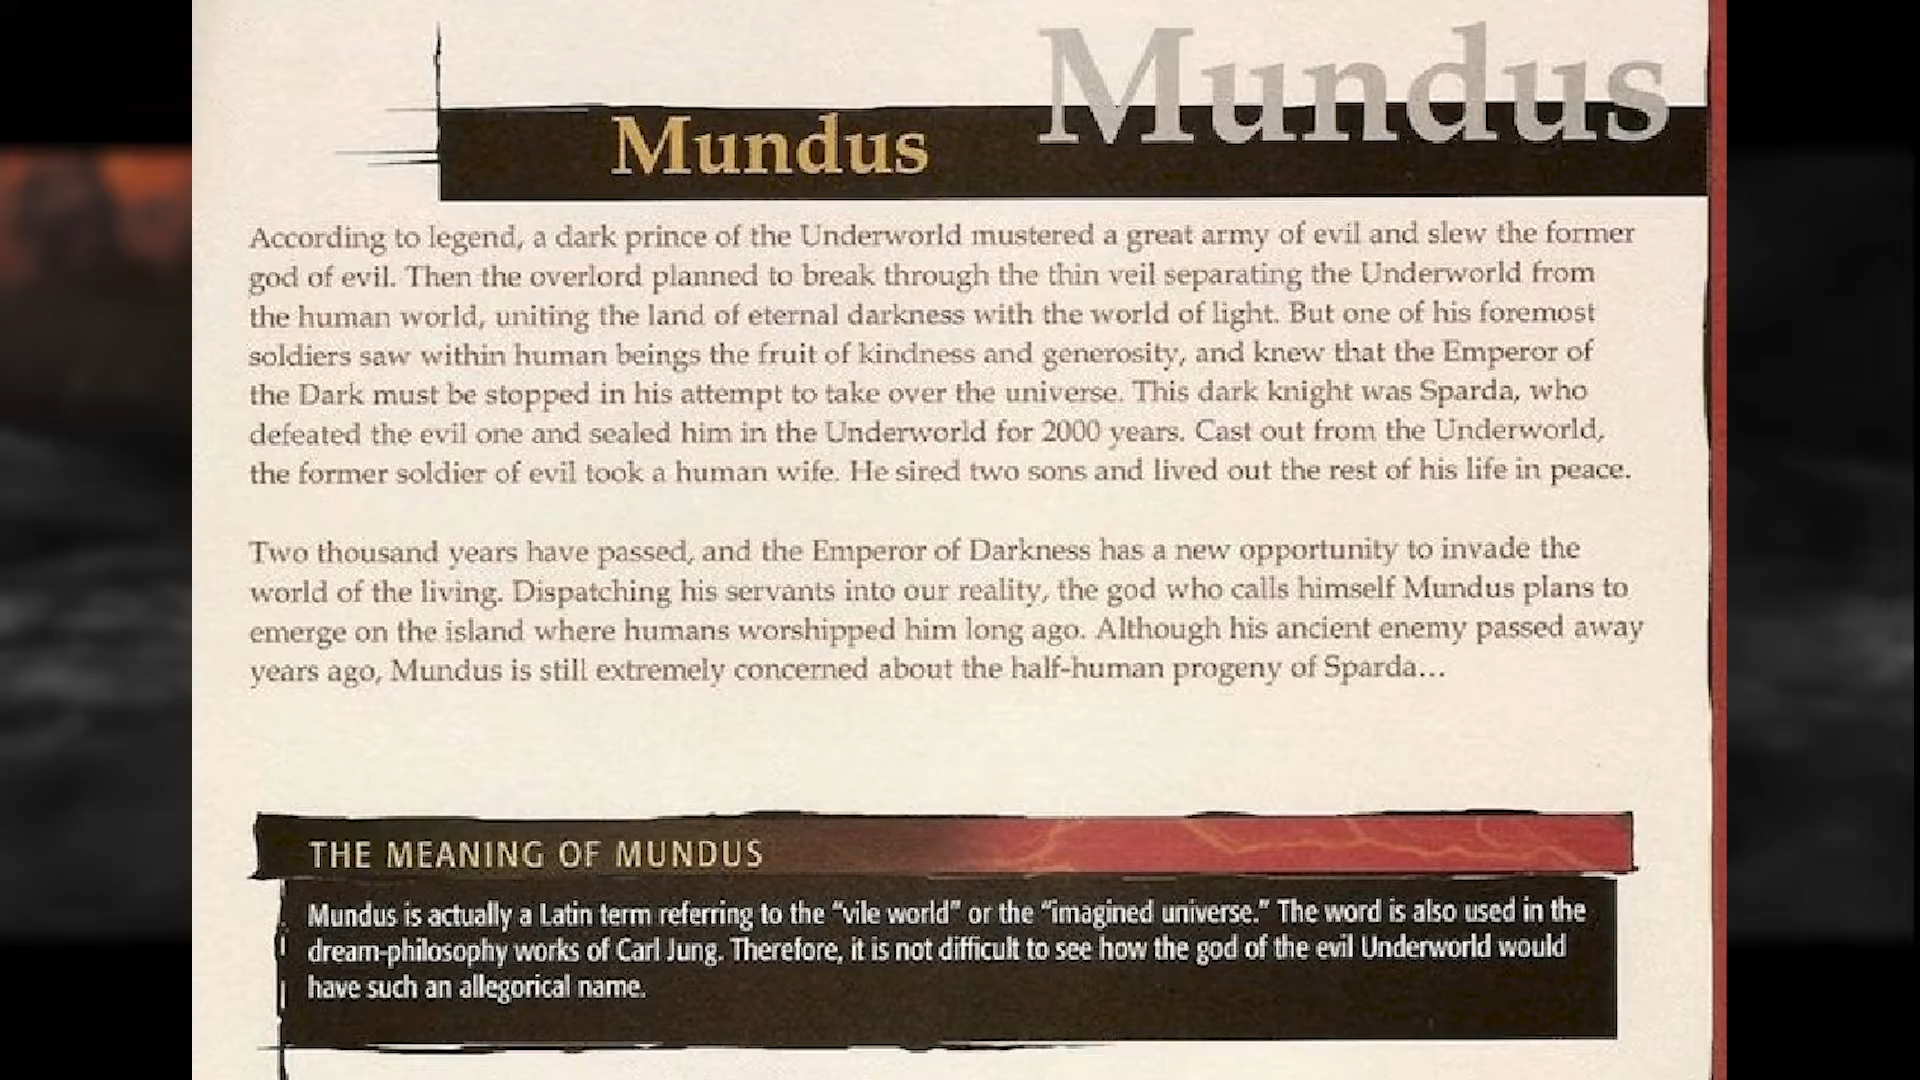 Mundus
Mundus
According to legend, a dark prince of the Underworld mustered a great army of evil and slew the former
god of evil. Then the overlord planned to break through the thin veil separating the Underworld from
the human world, uniting the land of eternal darkness with the world of light. But one of his foremost
soldiers saw within human beings the fruit of kindness and generosity, and knew that the Emperor of
the Dark must be stopped in his attempt to take over the universe. This dark knight was Sparda, who
defeated the evil one and sealed him in the Underworld for 2000 years. Cast out from the Underworld,
the former soldier of evil took a human wife. He sired two sons and lived out the rest of his life in peace.
Two thousand years have passed, and the Emperor of Darkness has a new opportunity to invade the
world of the living. Dispatching his servants into our reality, the god who calls himself Mundus plans to
emerge on the island where humans worshipped him long ago. Although his ancient enemy passed away
years ago, Mundus is still extremely concerned about the half-human progeny of Sparda...
THE MEANING OF MUNDUS
Mundus is actually a Latin term referring to the “vile world” or the “imagined universe.” The word is also used in the
dream-philosophy works of Carl Jung. Therefore, it is not difficult to see how the god of the evil Underworld would
have such an allegorical name.